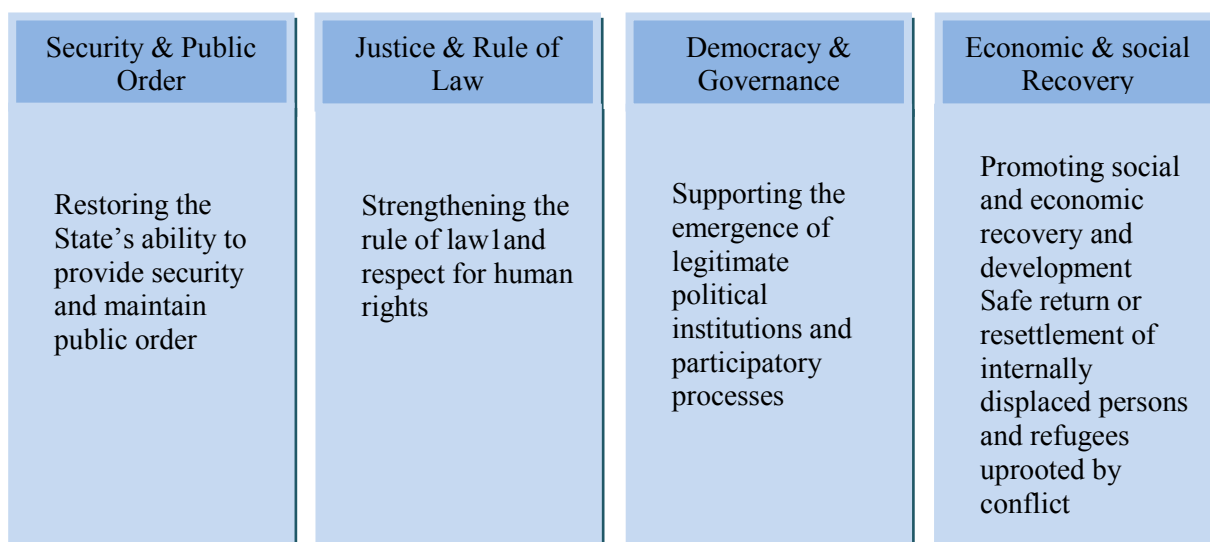 Security & Public
Order
Restoring the
State’s ability to
provide security
and maintain
public order
Justice & Rule of
Law
Strengthening the
rule of law1and
respect for human
rights
Democracy &
Governance
Supporting the
emergence of
legitimate
political
institutions and
participatory
processes
Economic & social
Recovery
Promoting social
and economic
recovery and
development
Safe return or
resettlement of
internally
displaced persons
and refugees
uprooted by
conflict